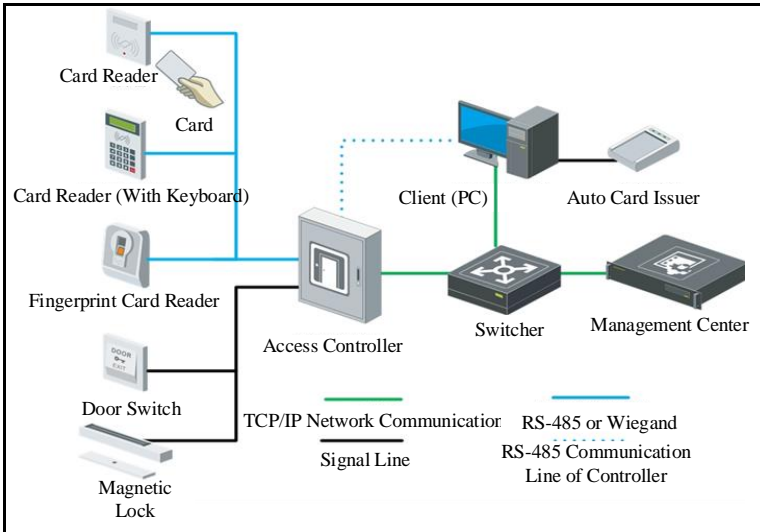 Card Reader
Card
Card Reader (With Keyboard)
Client (PC)
Auto Card Issuer
Fingerprint Card Reader
Access Controller
Switcher
Management Center
DOOR
EXIT
Door Switch
TCP/IP Network Communication
RS-485 or Wiegand
Signal Line
RS-485 Communication
Line of Controller
Magnetic
Lock